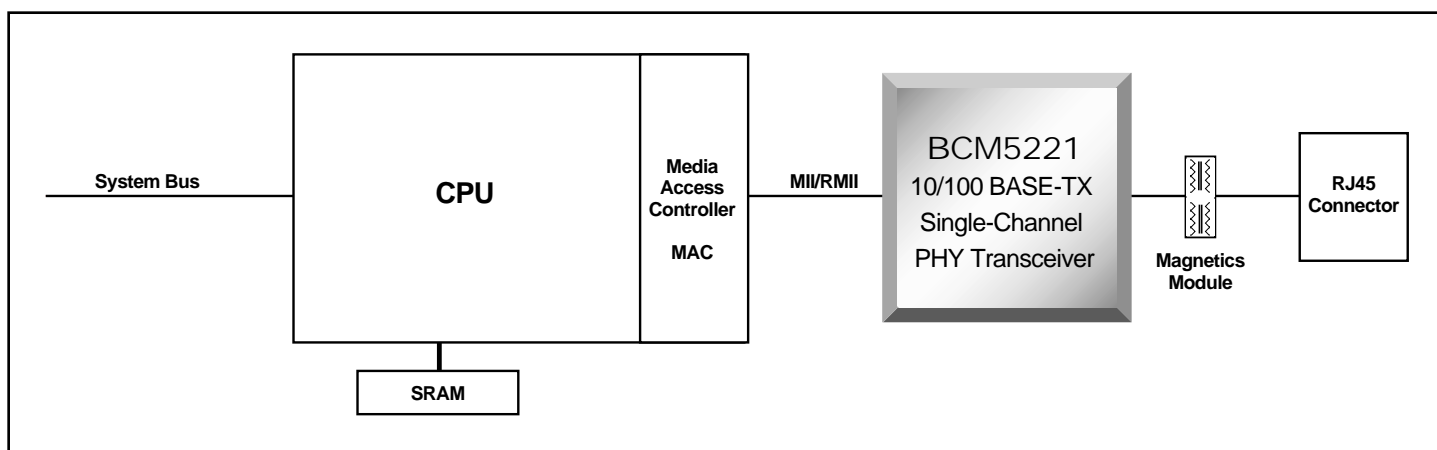 System Bus
CPU
Media
Access
Controller
MAC
MII/RMII
BCM5221
10/100 BASE-TX
Single-Channel
PHY Transceiver
Magnetics
Module
RJ45
Connector
SRAM